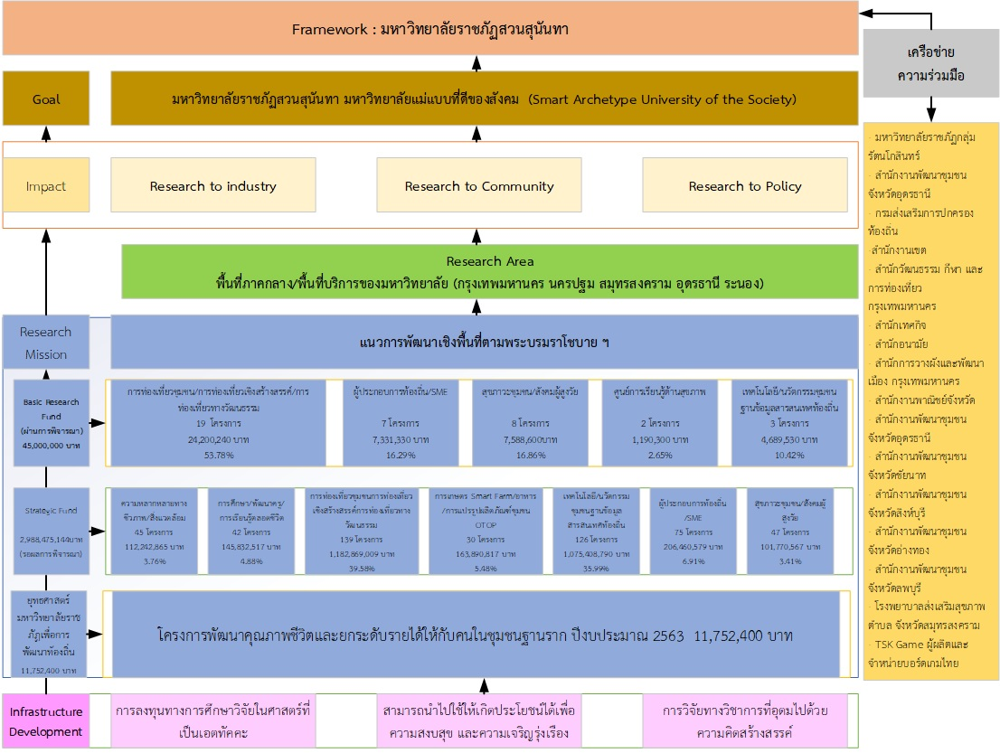 Framework : มหาวิทยาลัยราชภัฏสวนสุนันทา
เครือข่าย
ความร่วมมือ
Goal
มหาวิทยาลัยราชภัฏสวนสุนันทา มหาวิทยาลัยแม่แบบที่ดีของสังคม (Smart Archetype University of the Society)
Impact
Research to industry
Research to Community
Research to Policy
Research Area
พื้นที่ภาคกลาง/พื้นที่บริการของมหาวิทยาลัย (กรุงเทพมหานคร นครปฐม สมุทรสงคราม อุดรธานี ระนอง)
Research
Mission
แนวการพัฒนาเชิงพื้นที่ตามพระบรมราโชบาย ฯ
Basic Research
Fund
(ผ่านการพิจารณา)
45,000,000 บาท
การท่องเที่ยวชุมชน/การท่องเที่ยวเชิงสร้างสรรค์/การ
ท่องเที่ยวทางวัฒนธรรม
19 โครงการ
24,200,240 บาท
53.78%
ผู้ประกอบการท้องถิ่น/SME
7 โครงการ
7,331,330 บาท
16.29%
สุขภาวะชุมชน/สังคมผู้สูงวัย
8 โครงการ
7,588,600บาท
16.86%
ศูนย์การเรียนรู้ด้านสุขภาพ
2 โครงการ
1,190,300 บาท
2.65%
เทคโนโลยี/นวัตกรรมชุมชน
ฐานข้อมูลสารสนเทศท้องถิ่น
3 โครงการ
4,689,530 บาท
10.42%
Strategic Fund
2,988,475,144บาท
(รอผลการพิจารณา)
ความหลากหลายทาง
ชีวภาพ/สิ่งแวดล้อม
45 โครงการ
112,242,865 บาท
3.76%
การศึกษา/พัฒนาครู/
การเรียนรู้ตลอดชีวิต
42 โครงการ
145,832,517 บาท
4.88%
การท่องเที่ยวชุมชนการท่องเที่ยว
เชิงสร้างสรรค์การท่องเที่ยวทาง
วัฒนธรรม
139 โครงการ
1,182,869,009 บาท
39.58%
การเกษตร Smart Farm/อาหาร
/การแปรรูปผลิตภัณฑ์ชุมชน
OTOP
30 โครงการ
163,890,817 บาท
5.48%
เทคโนโลยี/นวัตกรรม
ชุมชนฐานข้อมูล
สารสนเทศท้องถิ่น
126 โครงการ
1,075,408,790 บาท
35.99%
ผู้ประกอบการท้องถิ่น
/SME
75 โครงการ
206,460,579 บาท
6.91%
สุขภาวะชุมชน/สังคมผู้
สูงวัย
47 โครงการ
101,770,567 บาท
3.41%
ยุทธศาสตร์
มหาวิทยาลัยราช
ภัฏเพื่อการ
พัฒนาท้องถิ่น
11,752,400 บาท
โครงการพัฒนาคุณภาพชีวิตและยกระดับรายได้ให้กับคนในชุมชนฐานราก ปีงบประมาณ 2563 11,752,400 บาท
Infrastructure
Development
การลงทุนทางการศึกษาวิจัยในศาสตร์ที่
เป็นเอตทัคคะ
สามารถนำไปใช้ให้เกิดประโยชน์ได้เพื่อ
ความสงบสุข และความเจริญรุ่งเรือง
การวิจัยทางวิชาการที่อุดมไปด้วย
ความคิดสร้างสรรค์
- มหาวิทยาลัยราชภัฏกลุ่ม
รัตนโกสินทร์
- สำนักงานพัฒนาชุมชน
จังหวัดอุดรธานี
- กรมส่งเสริมการปกครอง
ท้องถิ่น
-สำนักงานเขต
- สำนักวัฒนธรรม กีฬา และ
การท่องเที่ยว
กรุงเทพมหานคร
- สำนักเทศกิจ
- สำนักอนามัย
- สำนักการวางผังและพัฒนา
เมือง กรุงเทพมหานคร
- สำนักงานพาณิชย์จังหวัด
- สำนักงานพัฒนาชุมชน
จังหวัดอุดรธานี
- สำนักงานพัฒนาชุมชน
จังหวัดชัยนาท
- สำนักงานพัฒนาชุมชน
จังหวัดสิงห์บุรี
- สำนักงานพัฒนาชุมชน
จังหวัดอ่างทอง
- สำนักงานพัฒนาชุมชน
จังหวัดลพบุรี
- โรงพยาบาลส่งเสริมสุขภาพ
ตำบล จังหวัดสมุทรสงคราม
- TSK Game ผู้ผลิตและ
จำหน่ายบอร์ดเกมไทย